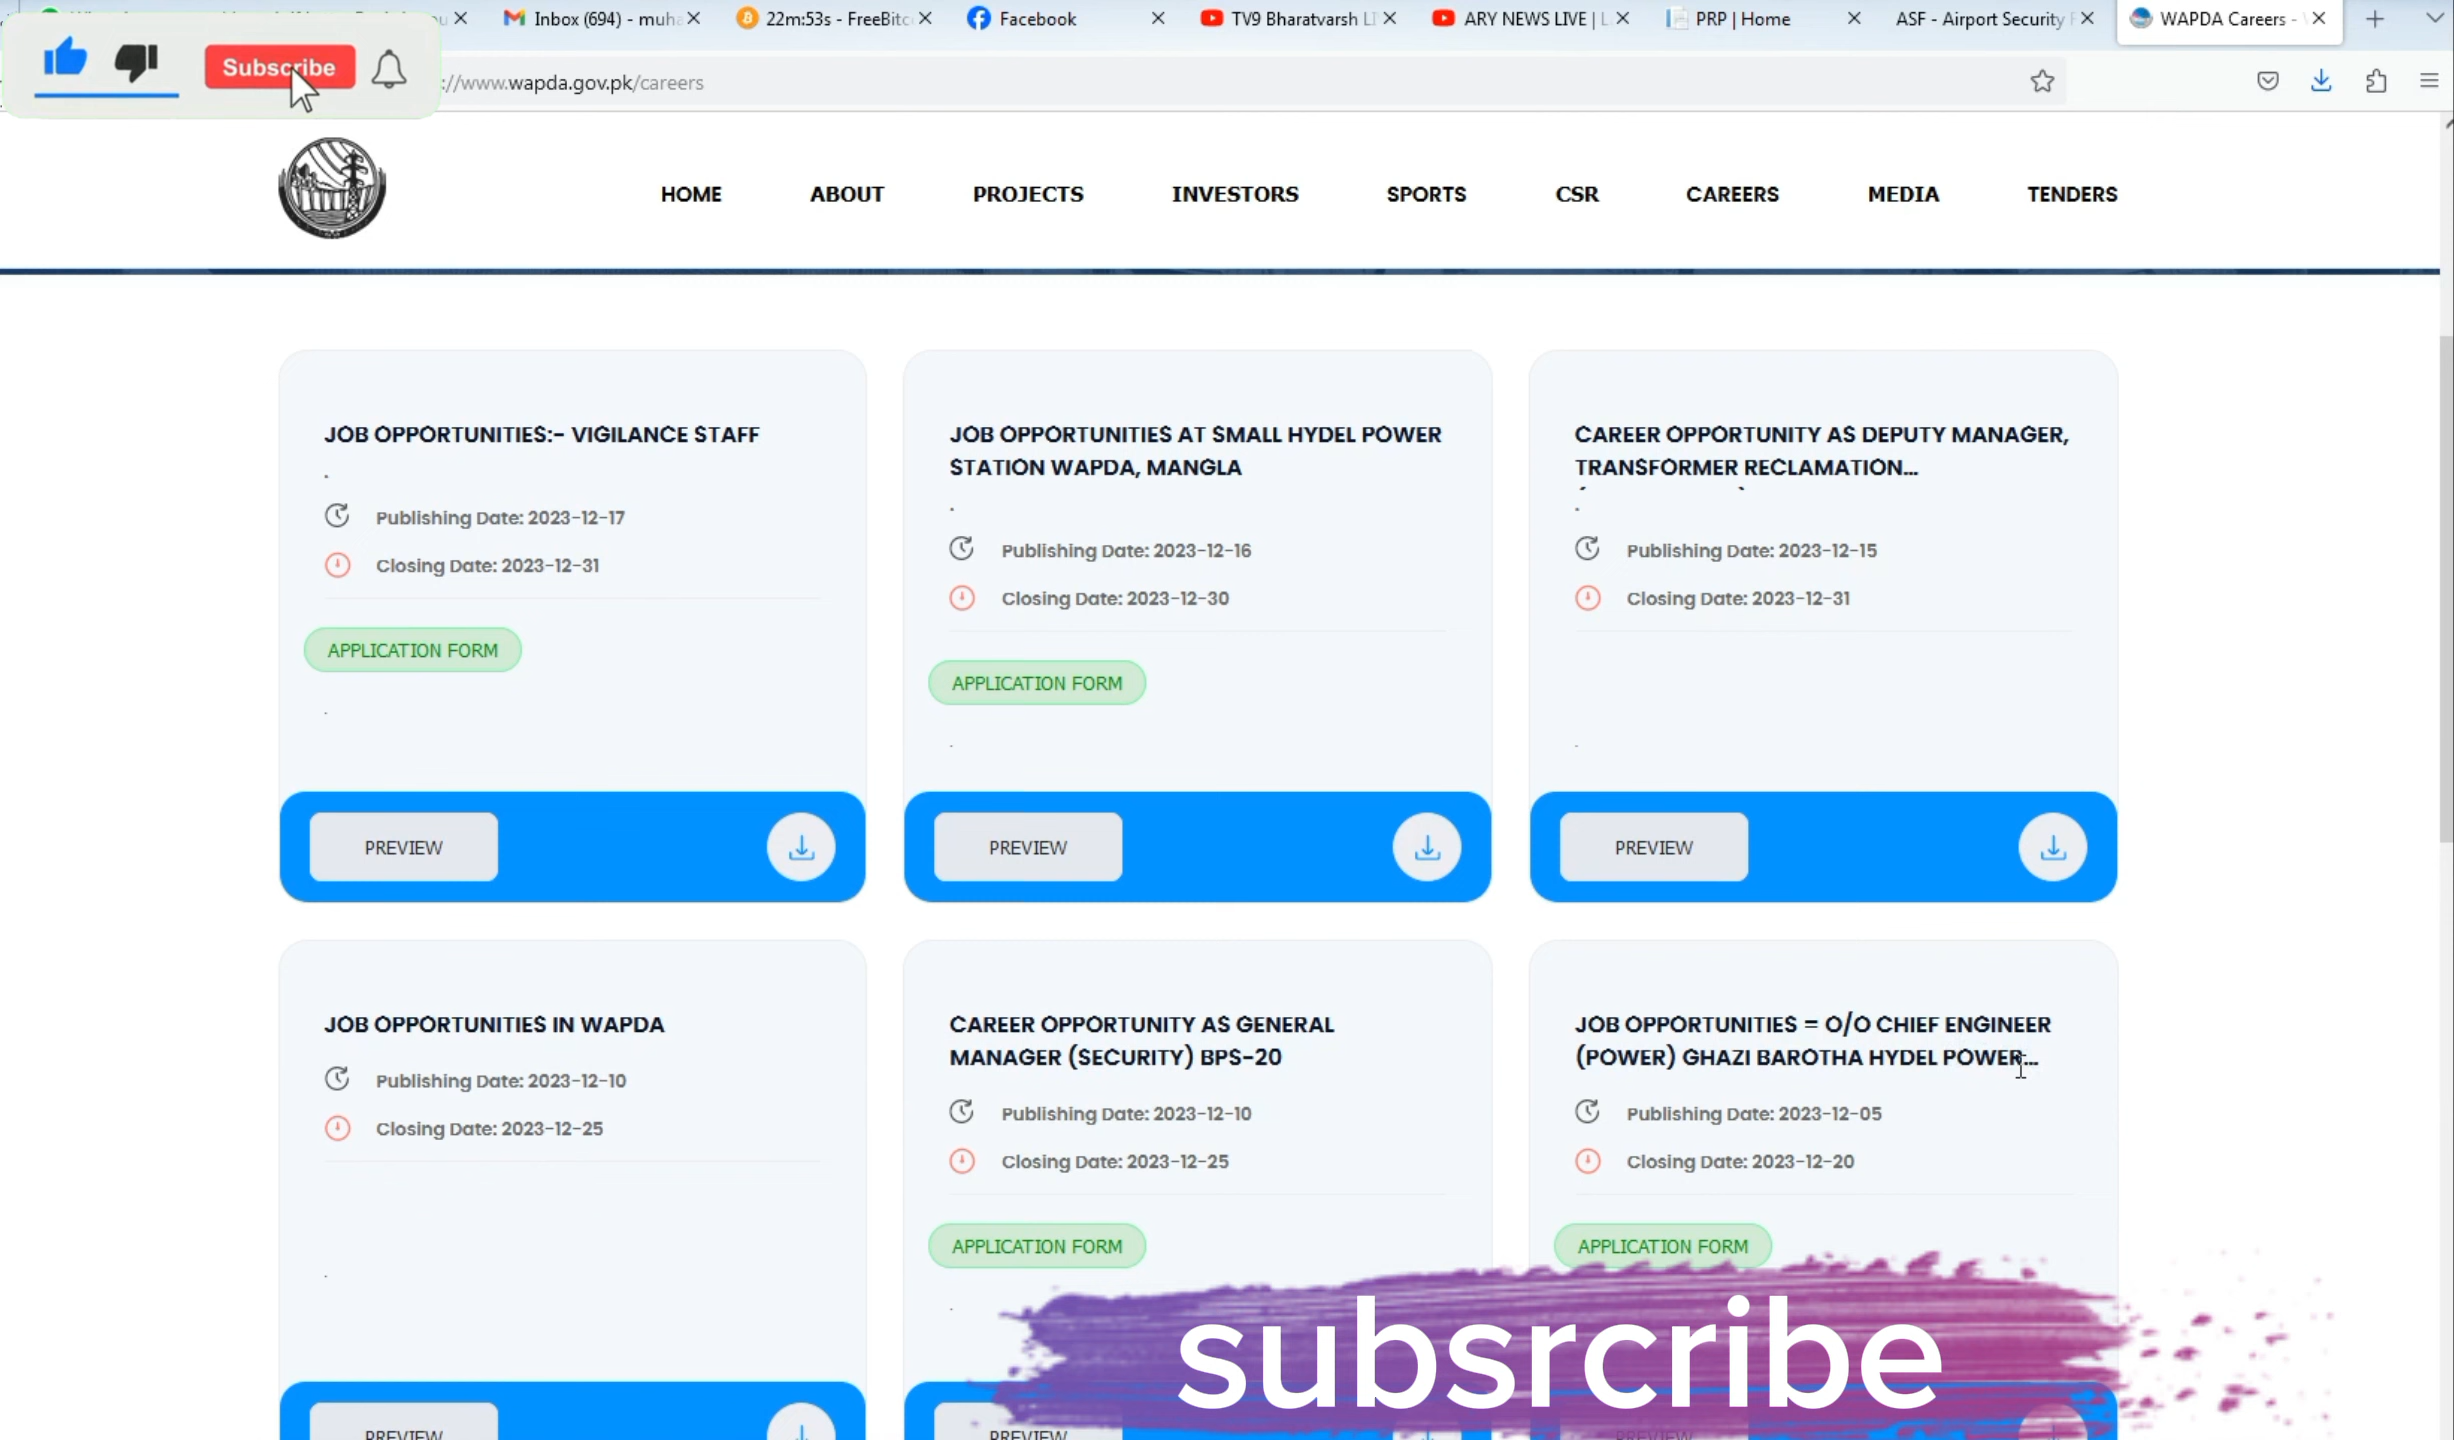 Inbox (694) - muha
22m:53s - FreeBitc
Facebook
TV9 Bharatvarsh LI
ARY NEWS LIVE | L
PRP | Home
ASF - Airport Security F
WAPDA Careers -
Subscribe
://www.wapda.gov.pk/careers
HOME
ABOUT
PROJECTS
INVESTORS
SPORTS
CSR
CAREERS
MEDIA
TENDERS
JOB OPPORTUNITIES:- VIGILANCE STAFF
.
Publishing Date: 2023-12-17
Closing Date: 2023-12-31
APPLICATION FORM
.
PREVIEW
JOB OPPORTUNITIES AT SMALL HYDEL POWER
STATION WAPDA, MANGLA
.
Publishing Date: 2023-12-16
Closing Date: 2023-12-30
APPLICATION FORM
.
PREVIEW
CAREER OPPORTUNITY AS DEPUTY MANAGER,
TRANSFORMER RECLAMATION...
.
Publishing Date: 2023-12-15
Closing Date: 2023-12-31
.
PREVIEW
JOB OPPORTUNITIES IN WAPDA
Publishing Date: 2023-12-10
Closing Date: 2023-12-25
.
PREVIEW
CAREER OPPORTUNITY AS GENERAL
MANAGER (SECURITY) BPS-20
Publishing Date: 2023-12-10
Closing Date: 2023-12-25
APPLICATION FORM
.
PREVIEW
JOB OPPORTUNITIES = O/O CHIEF ENGINEER
(POWER) GHAZI BAROTHA HYDEL POWER...
Publishing Date: 2023-12-05
Closing Date: 2023-12-20
APPLICATION FORM
PREVIEW
subsrcribe